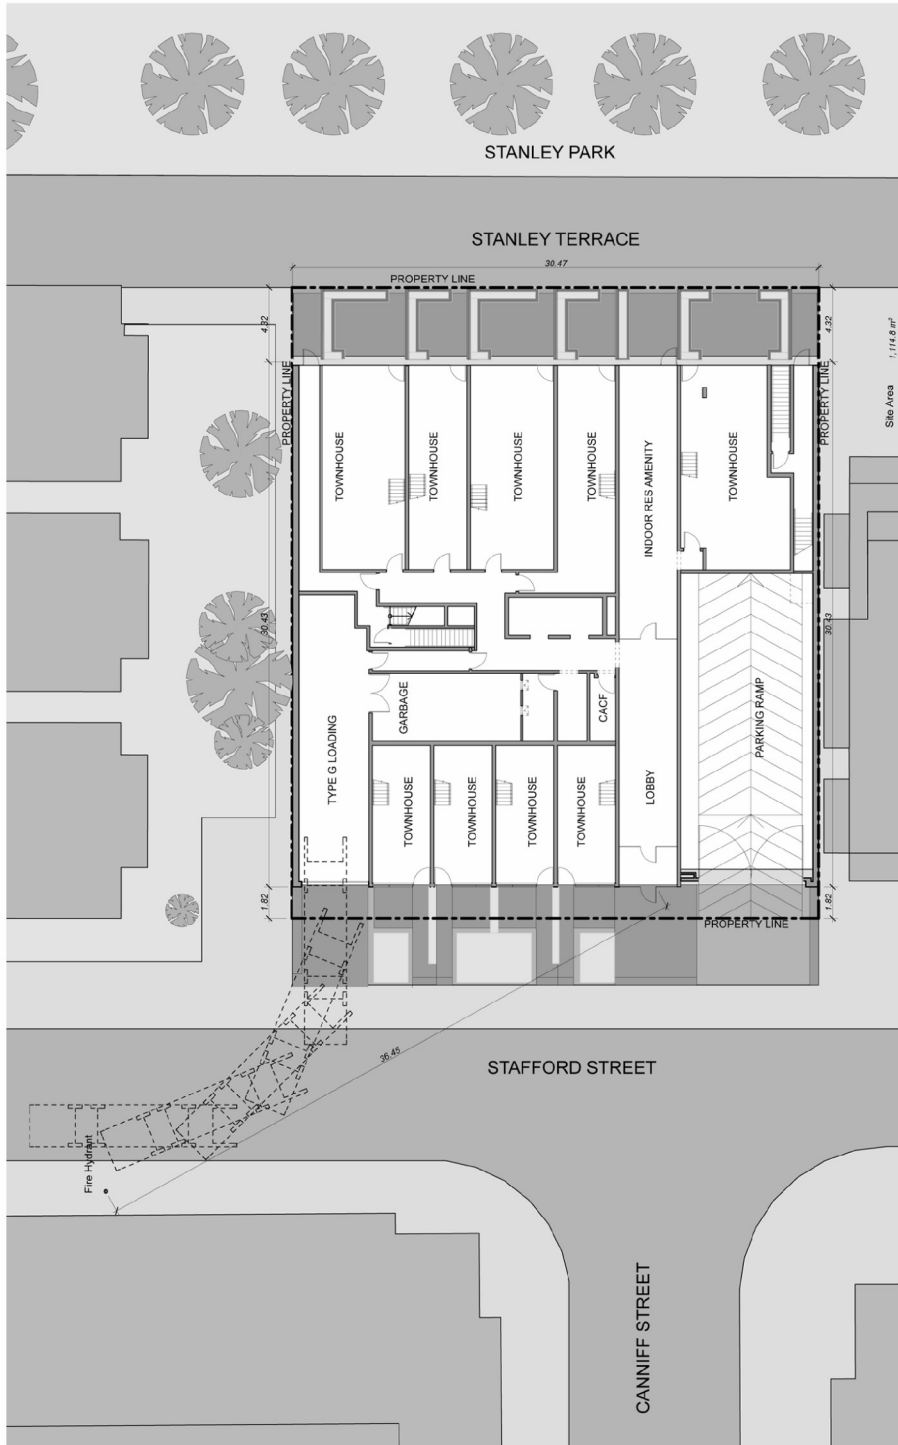 STANLEY PARK
STANLEY TERRACE
30.47
PROPERTY LINE
4.32
4.32
1,114.8 m²
Site Area
PROPERTY LINE
PROPERTY LINE
TOWNHOUSE
TOWNHOUSE
TOWNHOUSE
TOWNHOUSE
INDOOR RES AMENITY
TOWNHOUSE
30.43
30.43
TYPE G LOADING
GARBAGE
CACF
LOBBY
PARKING RAMP
TOWNHOUSE
TOWNHOUSE
TOWNHOUSE
TOWNHOUSE
1.82
1.82
PROPERTY LINE
36.45
STAFFORD STREET
Fire Hydrant
CANNIFF STREET